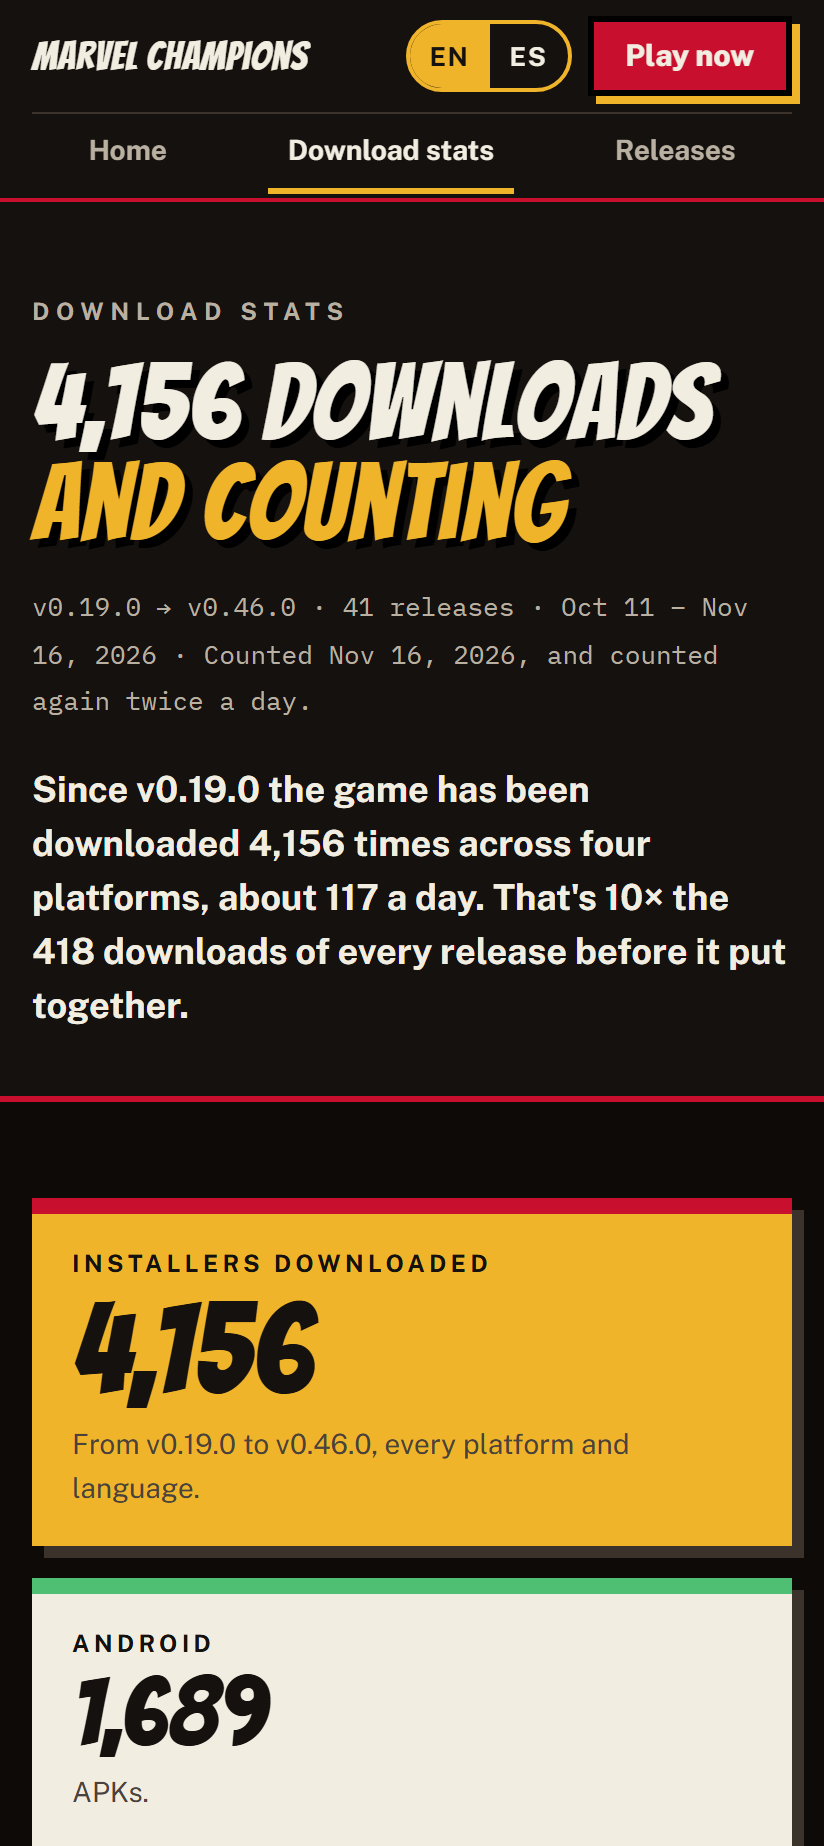 MARVEL CHAMPIONS
EN ES
Play now
Home Download stats Releases
DOWNLOAD STATS
4,156 DOWNLOADS
AND COUNTING
v0.19.0 → v0.46.0 · 41 releases · Oct 11 – Nov
16, 2026 · Counted Nov 16, 2026, and counted
again twice a day.
Since v0.19.0 the game has been
downloaded 4,156 times across four
platforms, about 117 a day. That's 10× the
418 downloads of every release before it put
together.
INSTALLERS DOWNLOADED
4,156
From v0.19.0 to v0.46.0, every platform and
language.
ANDROID
1,689
APKs.